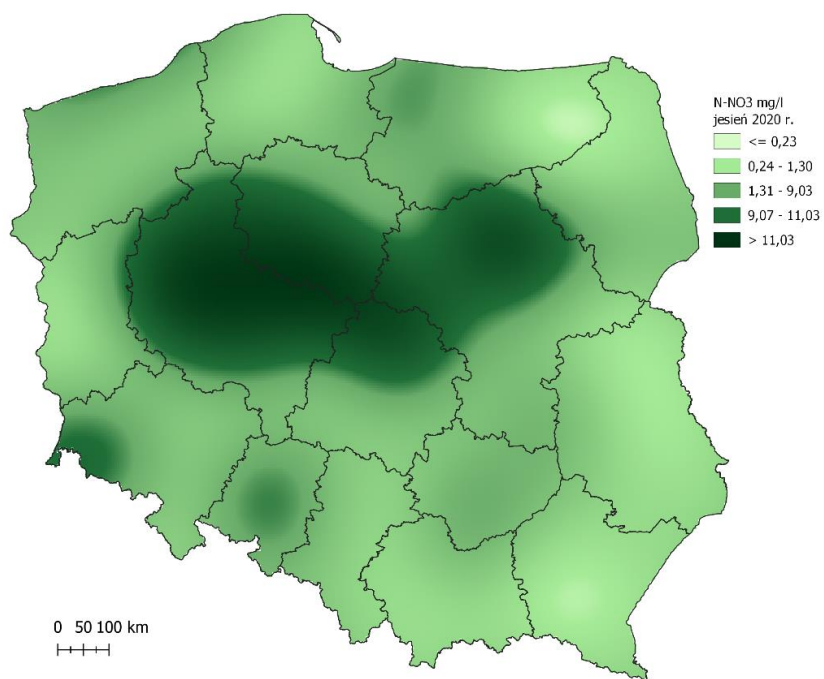 N-NO3 mg/l
jesień 2020 r.
<= 0,23
0,24 - 1,30
1,31 - 9,03
9,07 - 11,03
> 11,03
0 50 100 km